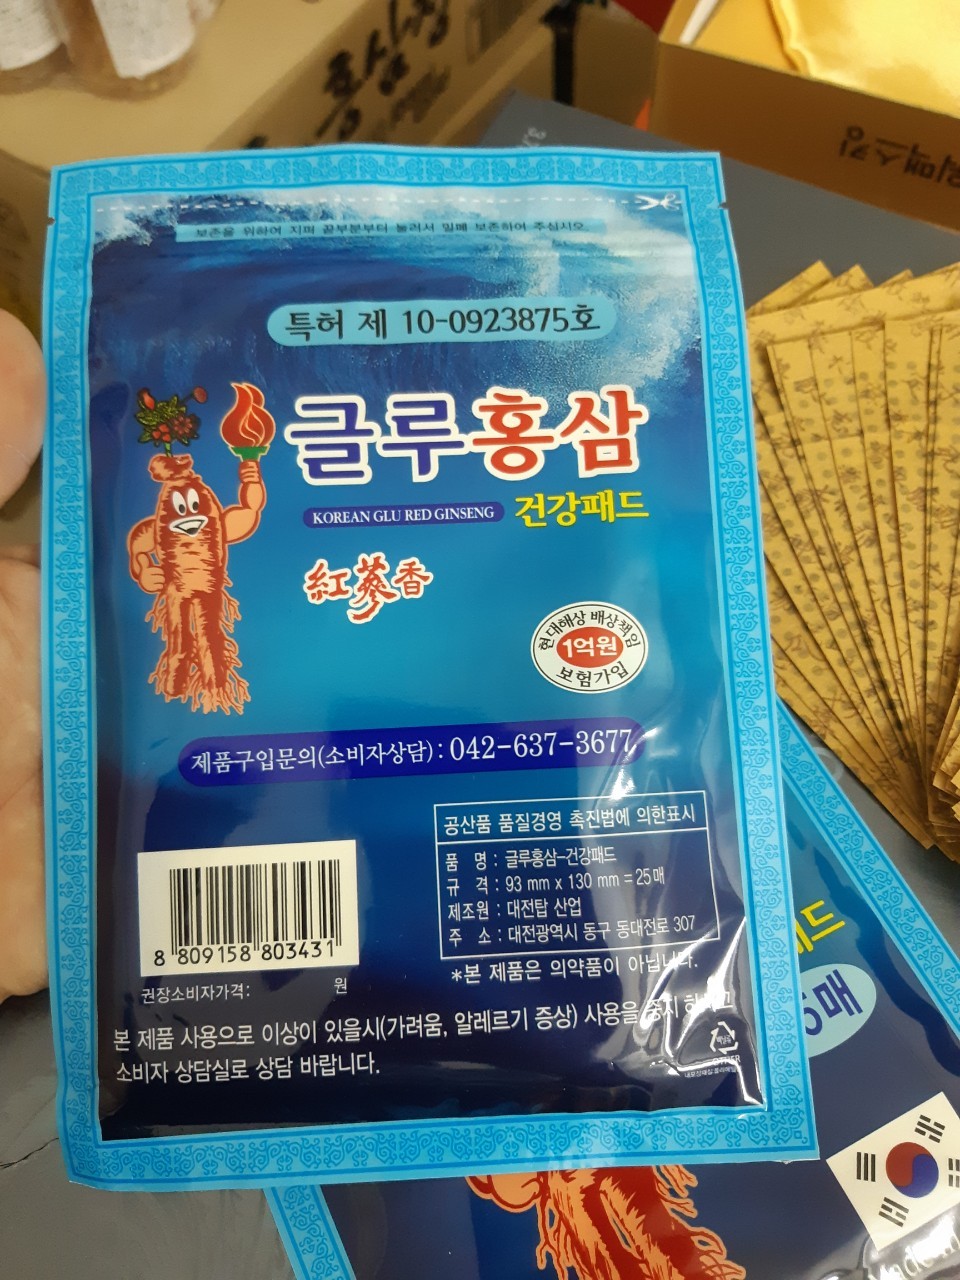 홍삼정
맥스킹
보존을 위하여 지퍼 끝부분부터 눌러서 밀폐 보존하여 주십시오.
특허 제 10-0923875호
글루홍삼
KOREAN GLU RED GINSENG 건강패드
紅蔘香
현대해상 배상책임
1억원
보험가입
제품구입문의(소비자상담) : 042-637-3677
공산품 품질경영 촉진법에 의한표시
품 명 : 글루홍삼-건강패드
규 격 : 93 mm x 130 mm = 25매
제조원 : 대전탑 산업
주 소 : 대전광역시 동구 동대전로 307
8 809158 803431
*본 제품은 의약품이 아닙니다.
권장소비자가격: 원
본 제품 사용으로 이상이 있을시(가려움, 알레르기 증상) 사용을 중지 하시고
소비자 상담실로 상담 바랍니다.
OTHER
패드
매